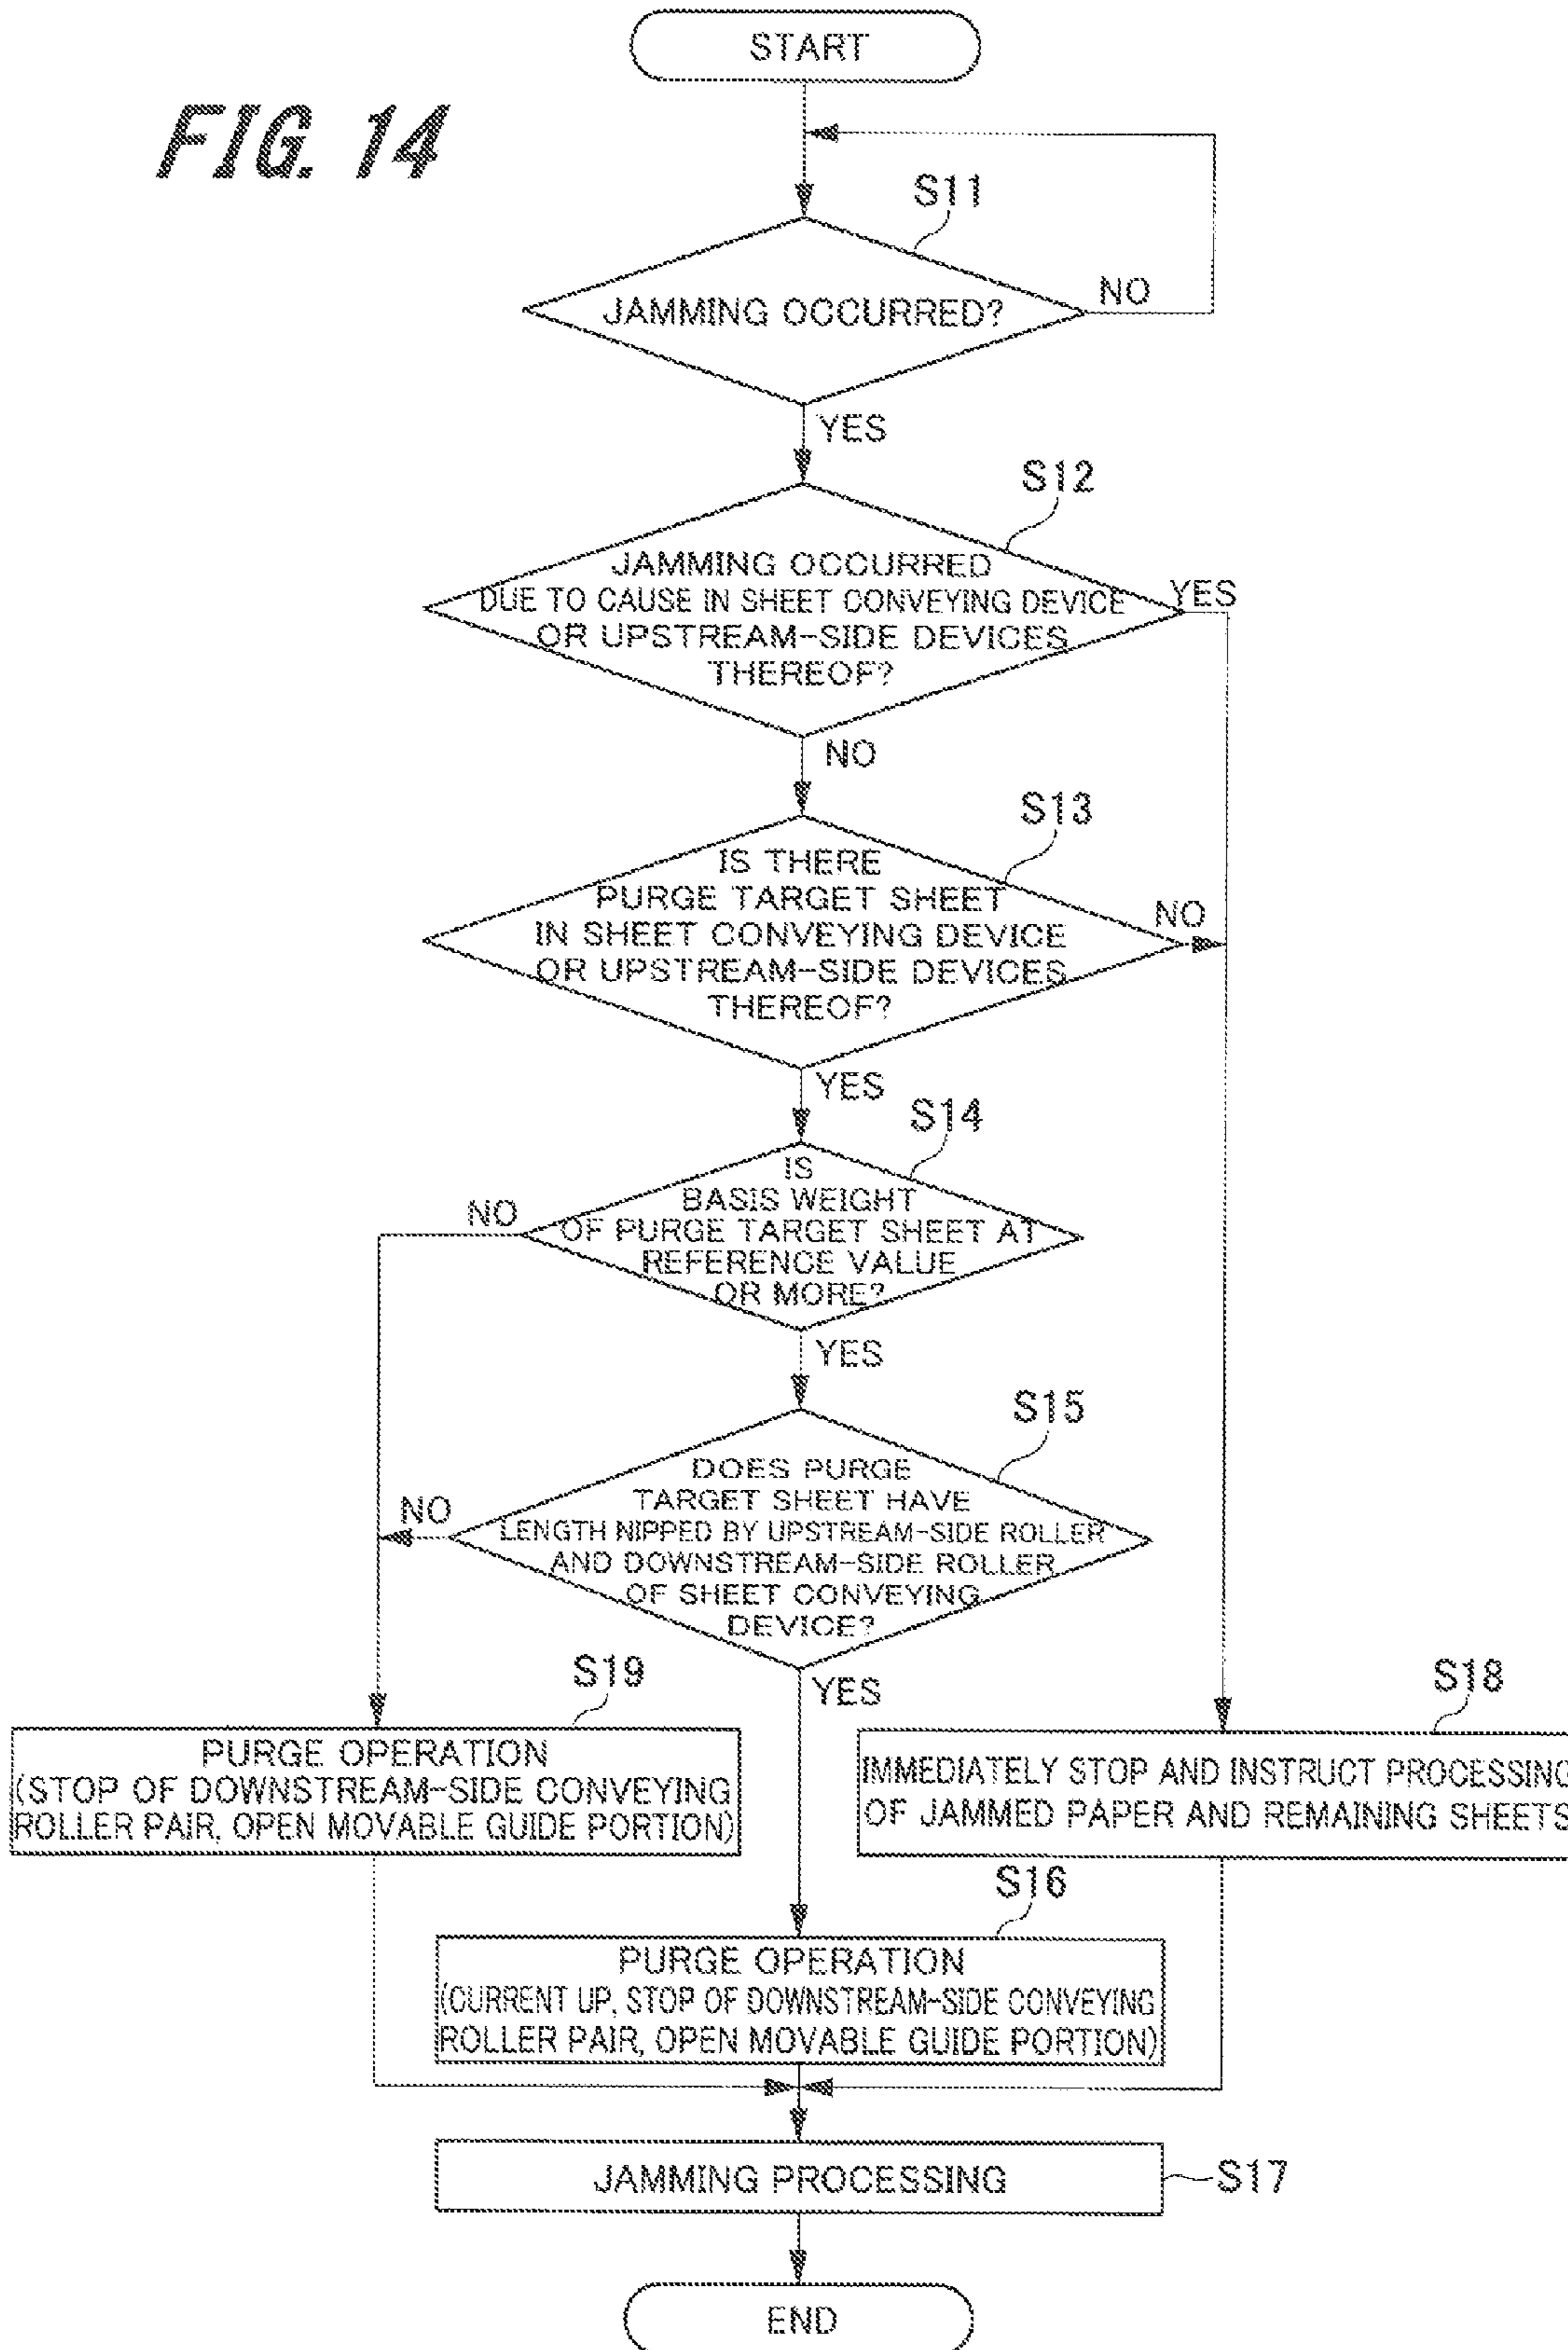 START
FIG. 14
S11
JAMMING OCCURRED?
NO
YES
S12
JAMMING OCCURRED
DUE TO CAUSE IN SHEET CONVEYING DEVICE
OR UPSTREAM-SIDE DEVICES
THEREOF?
YES
NO
S13
IS THERE
PURGE TARGET SHEET
IN SHEET CONVEYING DEVICE
OR UPSTREAM-SIDE DEVICES
THEREOF?
NO
YES
S14
IS
BASIS WEIGHT
OF PURGE TARGET SHEET AT
REFERENCE VALUE
OR MORE?
NO
YES
S15
DOES PURGE
TARGET SHEET HAVE
LENGTH NIPPED BY UPSTREAM-SIDE ROLLER
AND DOWNSTREAM-SIDE ROLLER
OF SHEET CONVEYING
DEVICE?
NO
YES
S19
PURGE OPERATION
(STOP OF DOWNSTREAM-SIDE CONVEYING
ROLLER PAIR, OPEN MOVABLE GUIDE PORTION)
S18
IMMEDIATELY STOP AND INSTRUCT PROCESSING
OF JAMMED PAPER AND REMAINING SHEETS
S16
PURGE OPERATION
(CURRENT UP, STOP OF DOWNSTREAM-SIDE CONVEYING
ROLLER PAIR, OPEN MOVABLE GUIDE PORTION)
JAMMING PROCESSING
S17
END